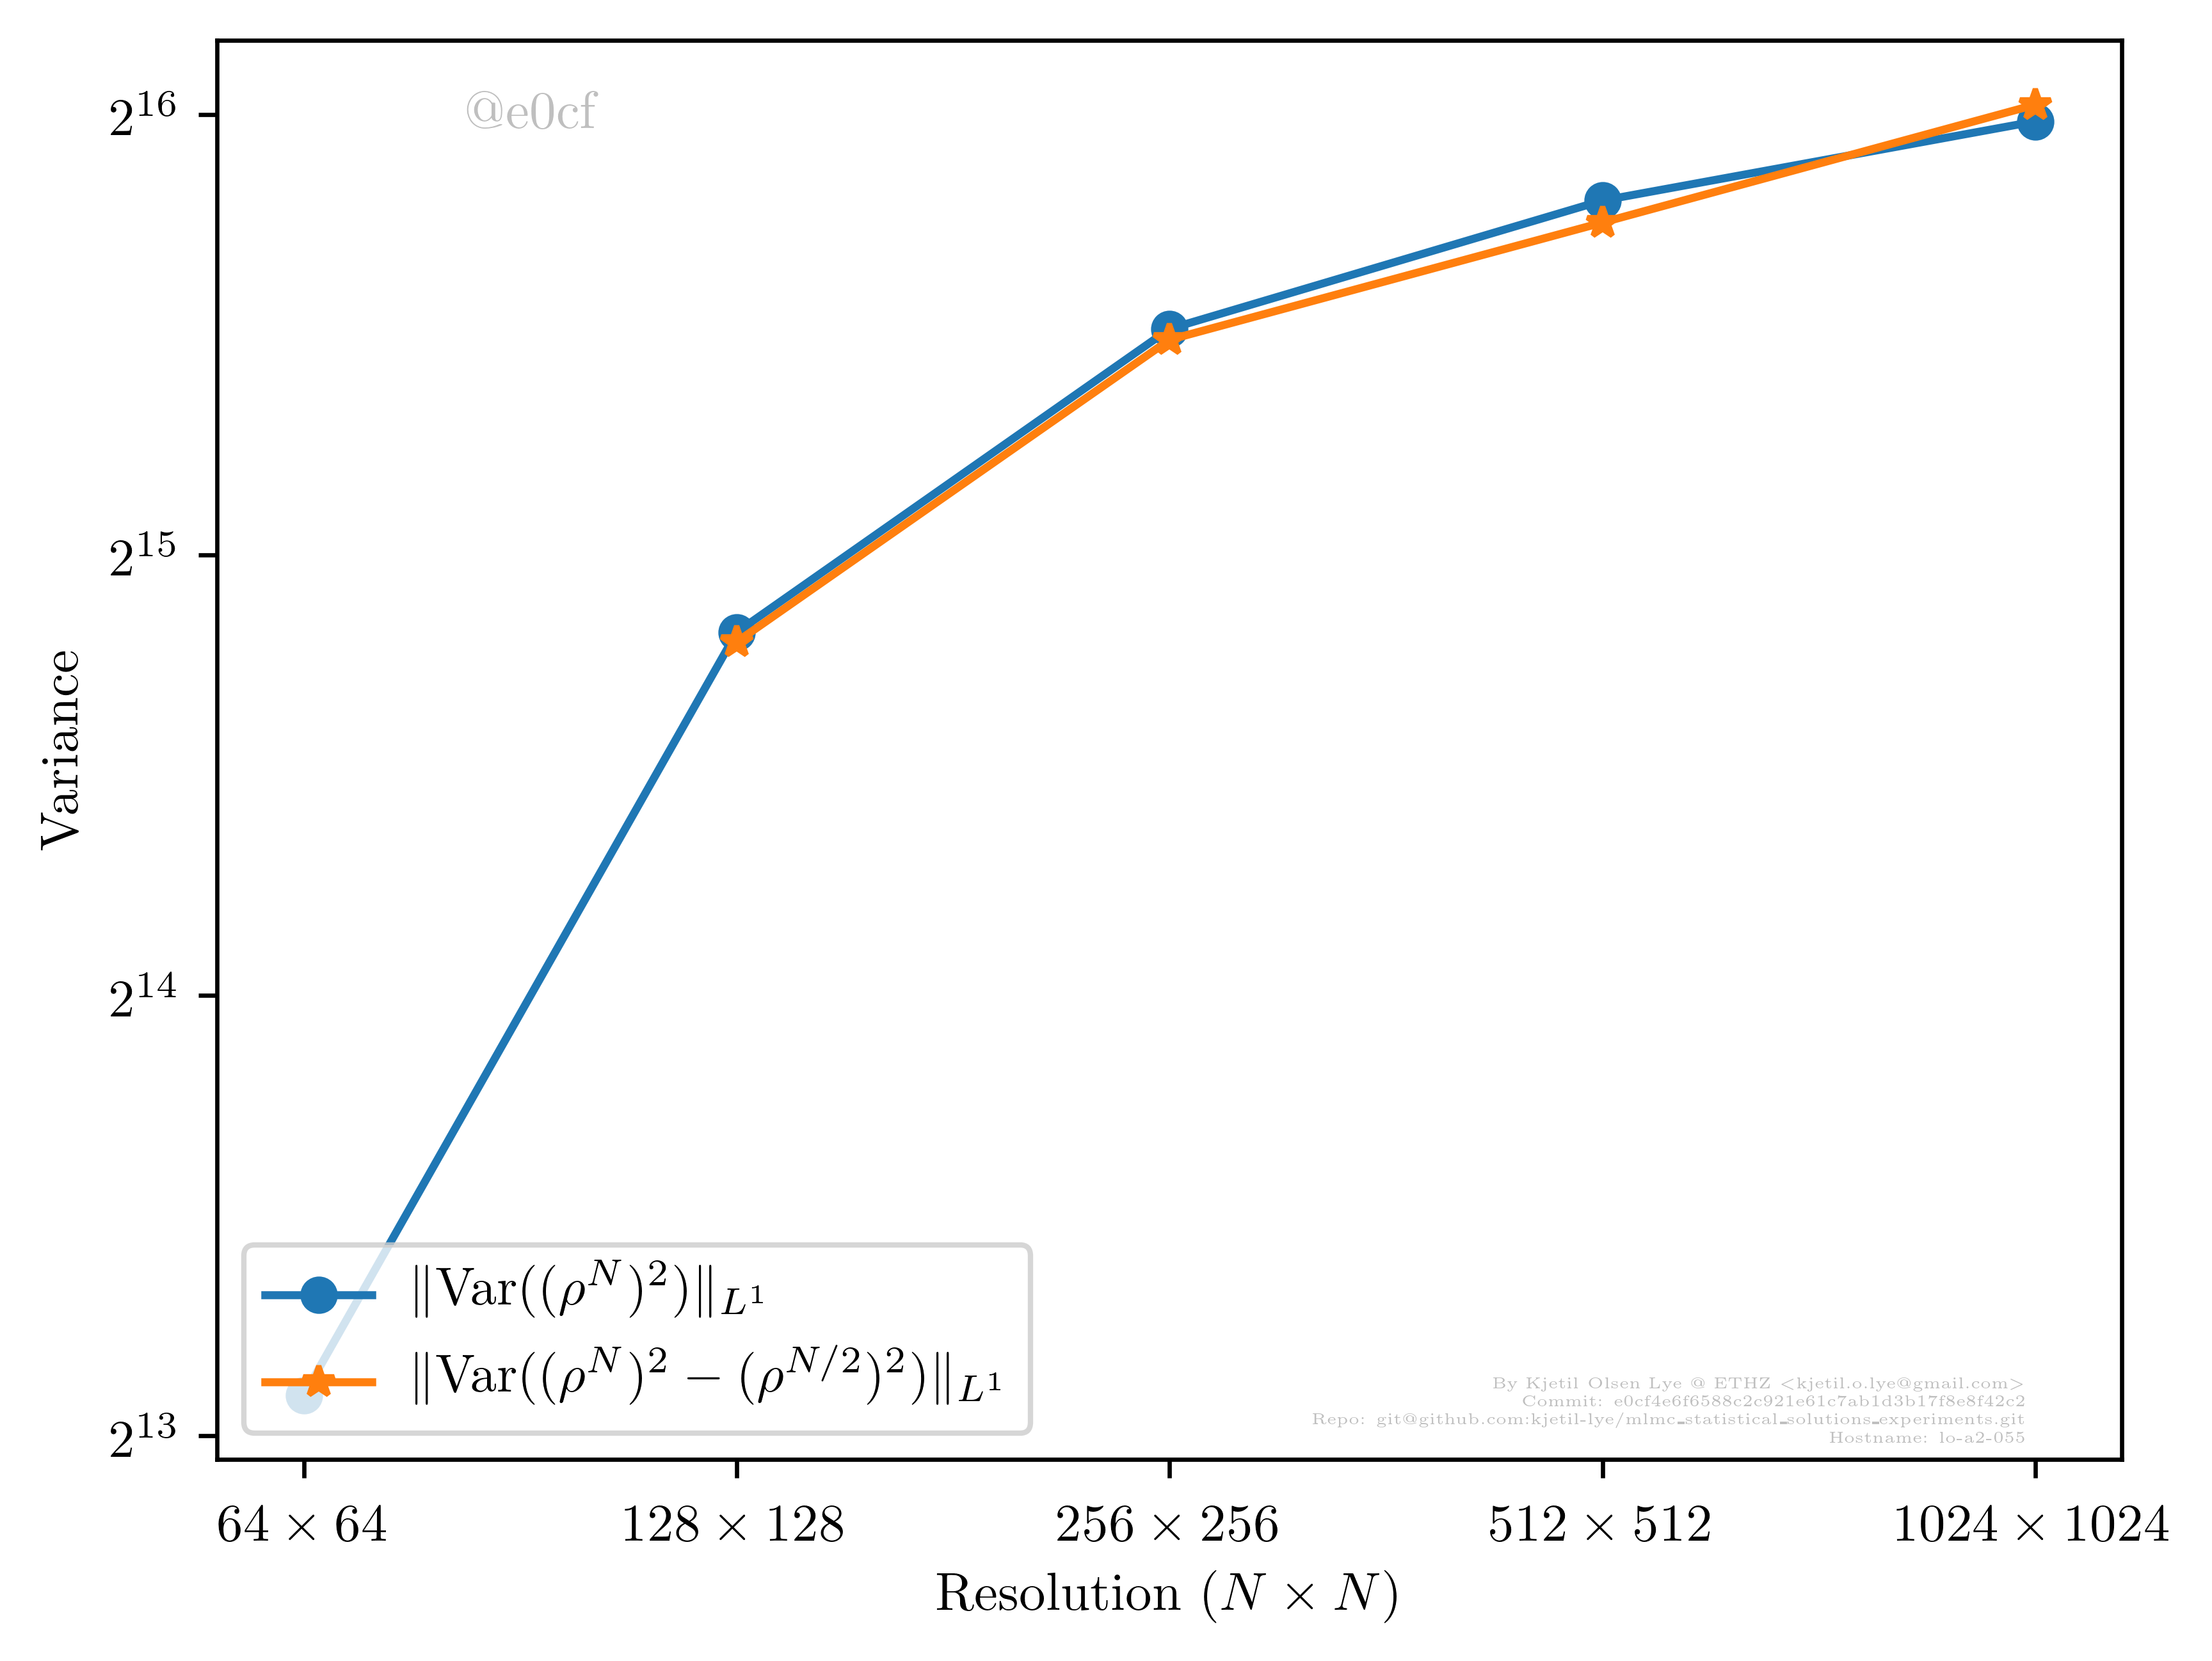 @e0cf
2^16
2^15
2^14
2^13
Variance
‖Var((ρ^N)^2)‖_{L^1}
‖Var((ρ^N)^2 − (ρ^{N/2})^2)‖_{L^1}
By Kjetil Olsen Lye @ ETHZ <kjetil.o.lye@gmail.com>
Commit: e0cf4e6f6588c2c921e61c7ab1d3b17f8e8f42c2
Repo: git@github.com:kjetil-lye/mlmc_statistical_solutions_experiments.git
Hostname: lo-a2-055
64 × 64 128 × 128 256 × 256 512 × 512 1024 × 1024
Resolution (N × N)